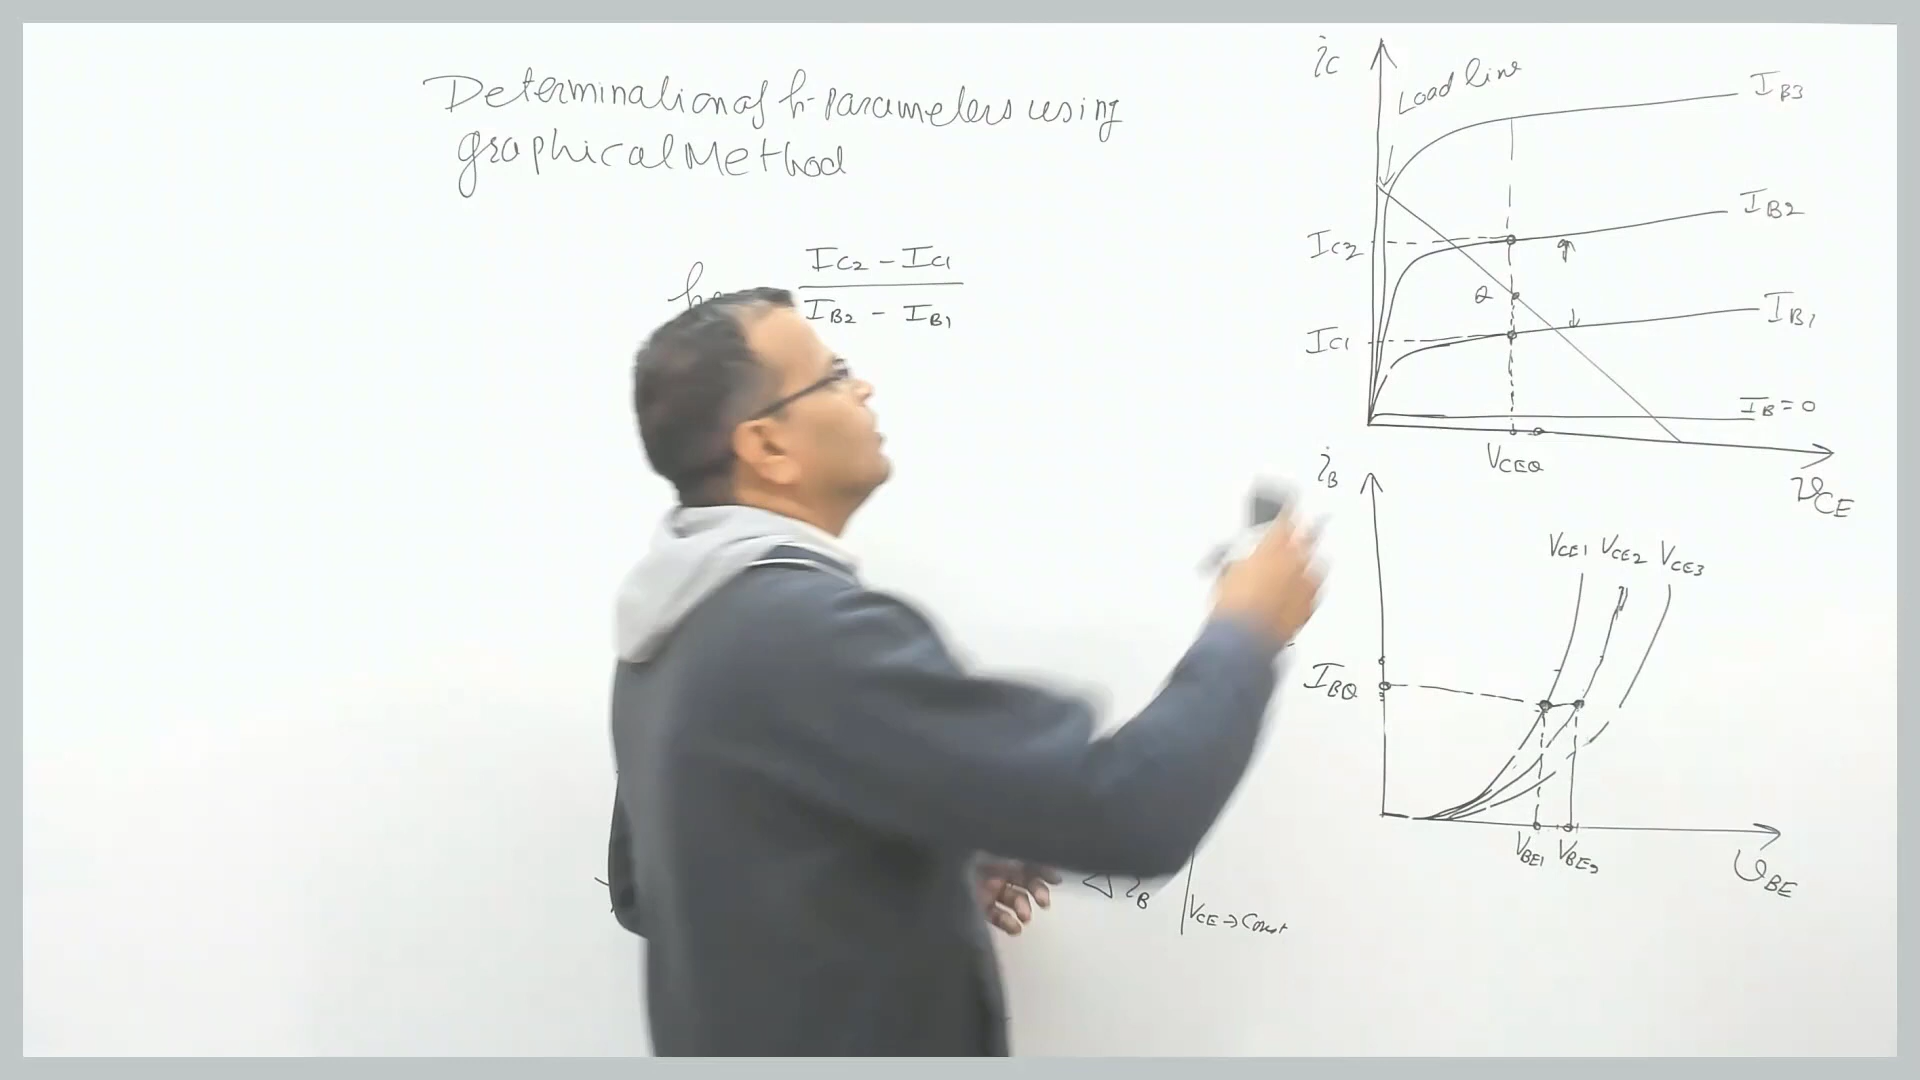 Determination of h-parameters using
graphical Method
IC2 - IC1
IB2 - IB1
iC
Load line
IB3
IB2
IC2
Q
IB1
IC1
IB = 0
VCEQ
VCE
iB
VCE1 VCE2 VCE3
IBQ
VBE1 VBE2
VBE
Δ iB
VCE → Const